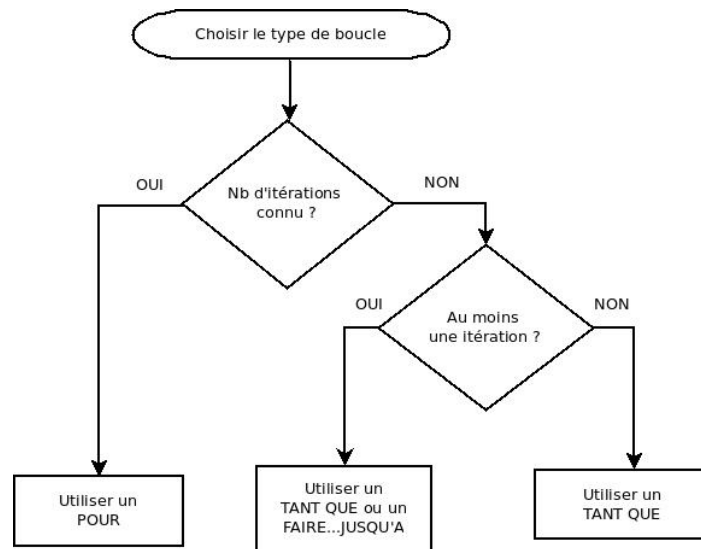 Choisir le type de boucle
OUI
Nb d'itérations
connu ?
NON
OUI
Au moins
une itération ?
NON
Utiliser un
POUR
Utiliser un
TANT QUE ou un
FAIRE...JUSQU'A
Utiliser un
TANT QUE